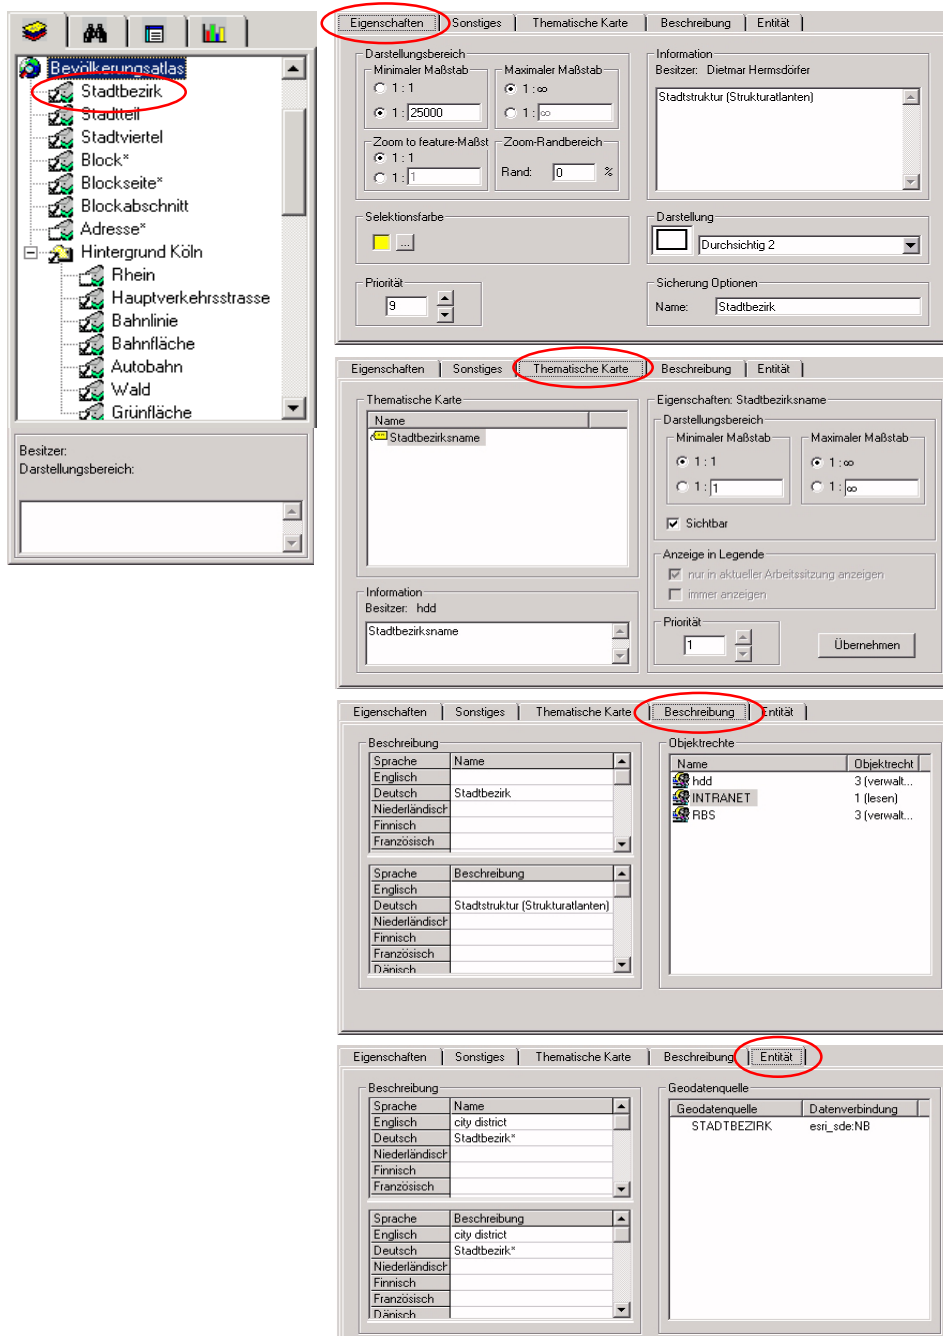 Bevölkerungsatlas
Stadtbezirk
Stadtteil
Stadtviertel
Block*
Blockseite*
Blockabschnitt
Adresse*
Hintergrund Köln
Rhein
Hauptverkehrsstrasse
Bahnlinie
Bahnfläche
Autobahn
Wald
Grünfläche
Besitzer:
Darstellungsbereich:
Eigenschaften Sonstiges Thematische Karte Beschreibung Entität
Darstellungsbereich
Minimaler Maßstab Maximaler Maßstab
1 : 1 1 : ∞
1 : 25000 1 : ∞
Zoom to feature-Maßst Zoom-Randbereich
1 : 1
1 : 1
Rand: 0 %
Selektionsfarbe
...
Priorität
9
Information
Besitzer: Dietmar Hermsdörfer
Stadtstruktur (Strukturatlanten)
Darstellung
Durchsichtig 2
Sicherung Optionen
Name: Stadtbezirk
Eigenschaften Sonstiges Thematische Karte Beschreibung Entität
Thematische Karte
Name
Stadtbezirksname
Information
Besitzer: hdd
Stadtbezirksname
Eigenschaften: Stadtbezirksname
Darstellungsbereich
Minimaler Maßstab Maximaler Maßstab
1 : 1 1 : ∞
1 : 1 1 : ∞
Sichtbar
Anzeige in Legende
nur in aktueller Arbeitssitzung anzeigen
immer anzeigen
Priorität
1
Übernehmen
Eigenschaften Sonstiges Thematische Karte Beschreibung Entität
Beschreibung
Sprache Name
Englisch
Deutsch Stadtbezirk
Niederländisch
Finnisch
Französisch
Sprache Beschreibung
Englisch
Deutsch Stadtstruktur (Strukturatlanten)
Niederländisch
Finnisch
Französisch
Dänisch
Objektrechte
Name Objektrecht
hdd 3 (verwalt...
INTRANET 1 (lesen)
RBS 3 (verwalt...
Eigenschaften Sonstiges Thematische Karte Beschreibung Entität
Beschreibung
Sprache Name
Englisch city district
Deutsch Stadtbezirk*
Niederländisch
Finnisch
Französisch
Sprache Beschreibung
Englisch city district
Deutsch Stadtbezirk*
Niederländisch
Finnisch
Französisch
Dänisch
Geodatenquelle
Geodatenquelle Datenverbindung
STADTBEZIRK esri_sde:NB